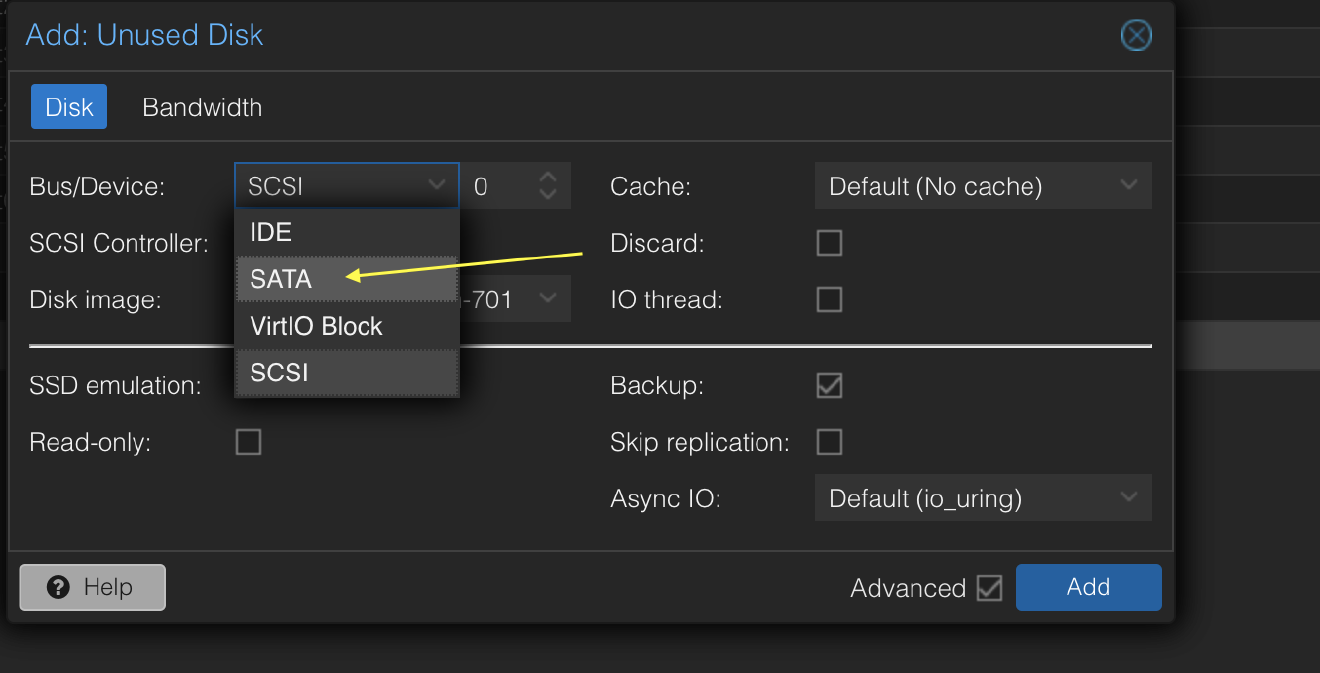 Add: Unused Disk
Disk Bandwidth
Bus/Device: SCSI 0 Cache: Default (No cache)
IDE
SCSI Controller: Discard:
SATA
Disk image: -701 IO thread:
VirtIO Block
SCSI
SSD emulation: Backup:
Read-only: Skip replication:
Async IO: Default (io_uring)
? Help Advanced Add